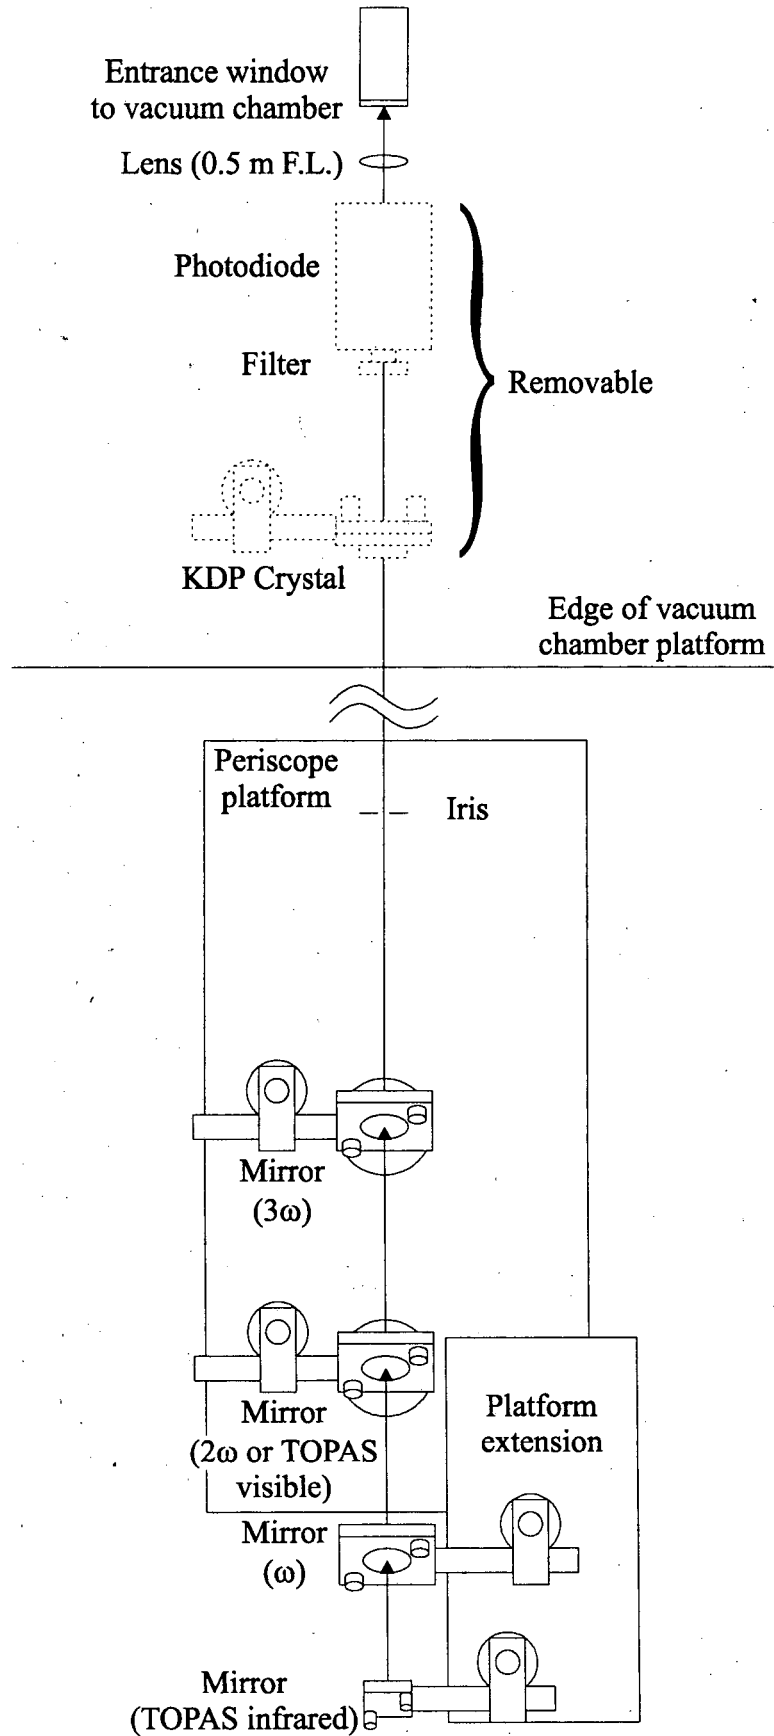 Entrance window
to vacuum chamber
Lens (0.5 m F.L.)
Photodiode
Filter
Removable
KDP Crystal
Edge of vacuum
chamber platform
Periscope
platform
Iris
Mirror
(3ω)
Mirror
(2ω or TOPAS
visible)
Platform
extension
Mirror
(ω)
Mirror
(TOPAS infrared)